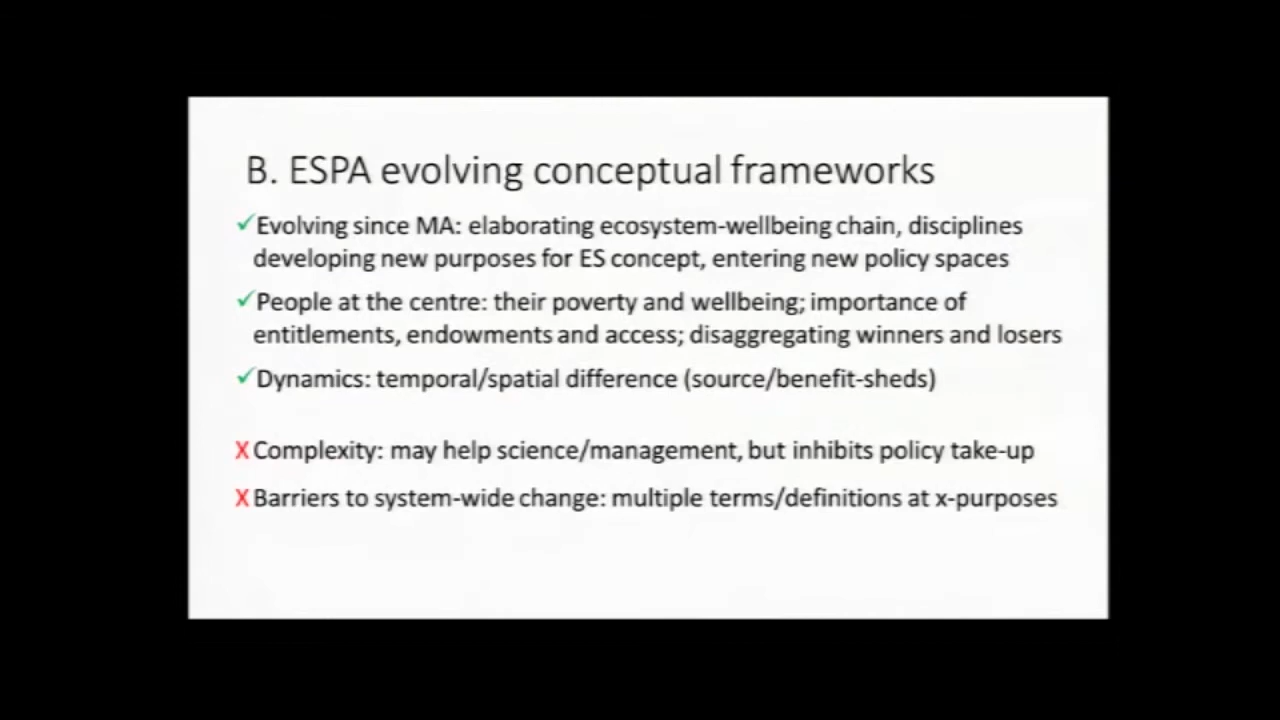 B. ESPA evolving conceptual frameworks
✓Evolving since MA: elaborating ecosystem-wellbeing chain, disciplines
developing new purposes for ES concept, entering new policy spaces
✓People at the centre: their poverty and wellbeing; importance of
entitlements, endowments and access; disaggregating winners and losers
✓Dynamics: temporal/spatial difference (source/benefit-sheds)
X Complexity: may help science/management, but inhibits policy take-up
X Barriers to system-wide change: multiple terms/definitions at x-purposes